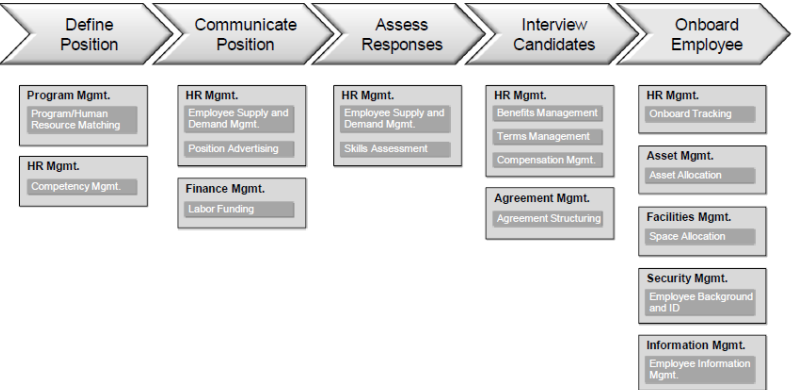 Define
Position
Communicate
Position
Assess
Responses
Interview
Candidates
Onboard
Employee
Program Mgmt.
Program/Human
Resource Matching
HR Mgmt.
Competency Mgmt.
HR Mgmt.
Employee Supply and
Demand Mgmt.
Position Advertising
Finance Mgmt.
Labor Funding
HR Mgmt.
Employee Supply and
Demand Mgmt.
Skills Assessment
HR Mgmt.
Benefits Management
Terms Management
Compensation Mgmt.
Agreement Mgmt.
Agreement Structuring
HR Mgmt.
Onboard Tracking
Asset Mgmt.
Asset Allocation
Facilities Mgmt.
Space Allocation
Security Mgmt.
Employee Background
and ID
Information Mgmt.
Employee Information
Mgmt.